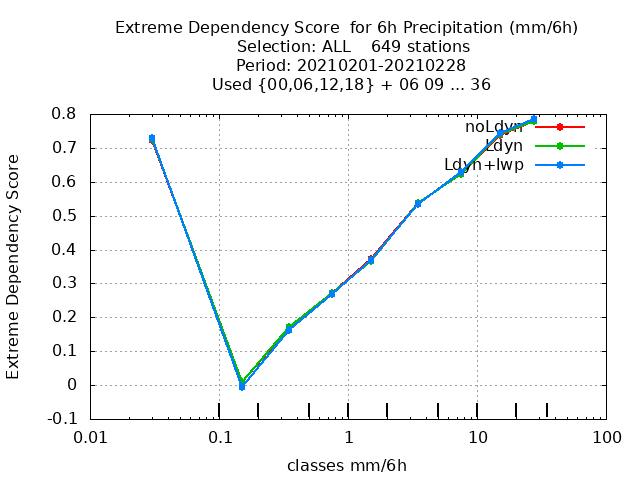 Extreme Dependency Score  for 6h Precipitation (mm/6h)
Selection: ALL    649 stations
Period: 20210201-20210228
Used {00,06,12,18} + 06 09 ... 36
noLdyn
Ldyn
Ldyn+lwp
0.8
0.7
0.6
0.5
0.4
0.3
0.2
0.1
0
-0.1
Extreme Dependency Score
0.01 0.1 1 10 100
classes mm/6h